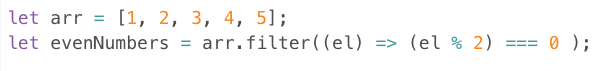 let arr = [1, 2, 3, 4, 5];
let evenNumbers = arr.filter((el) => (el % 2) === 0 );